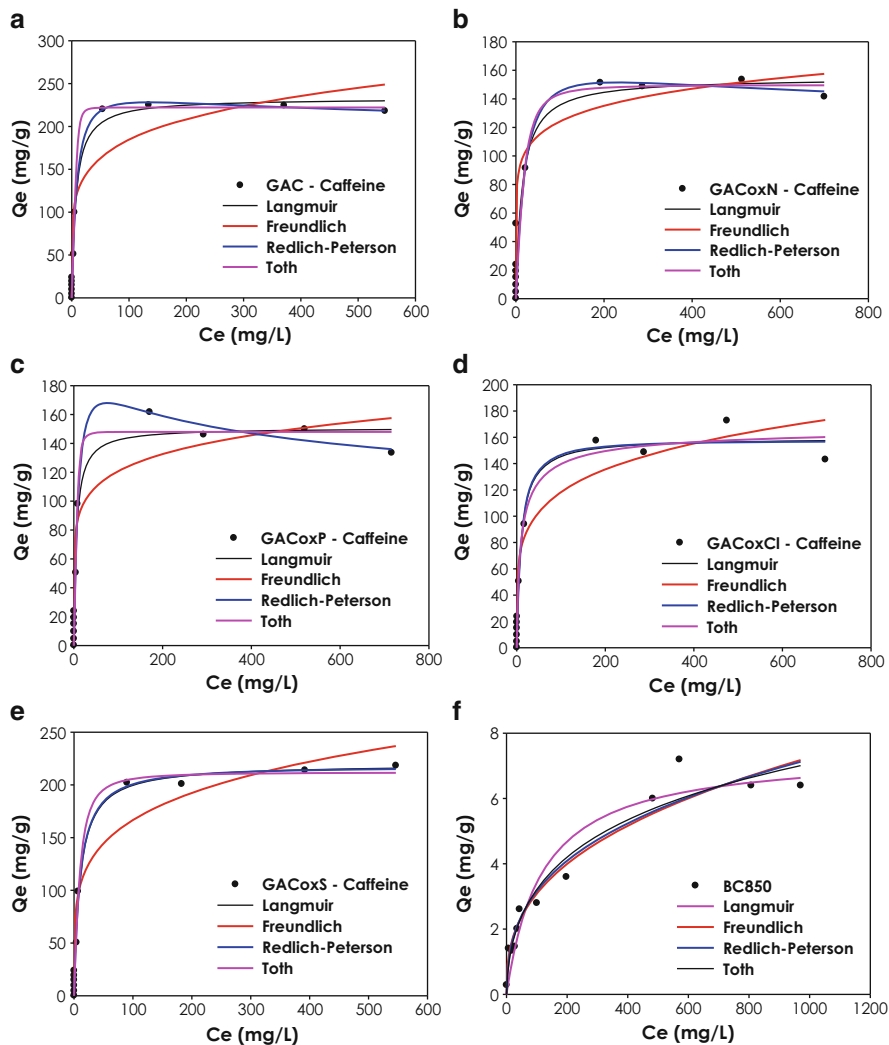 a
300
250
200
150
100
50
0
Qe (mg/g)
GAC - Caffeine
Langmuir
Freundlich
Redlich-Peterson
Toth
0 100 200 300 400 500 600
Ce (mg/L)
b
180
160
140
120
100
80
60
40
20
0
Qe (mg/g)
GACoxN - Caffeine
Langmuir
Freundlich
Redlich-Peterson
Toth
0 200 400 600 800
Ce (mg/L)
c
180
160
140
120
100
80
60
40
20
0
Qe (mg/g)
GACoxP - Caffeine
Langmuir
Freundlich
Redlich-Peterson
Toth
0 200 400 600 800
Ce (mg/L)
d
200
180
160
140
120
100
80
60
40
20
0
Qe (mg/g)
GACoxCl - Caffeine
Langmuir
Freundlich
Redlich-Peterson
Toth
0 200 400 600 800
Ce (mg/L)
e
250
200
150
100
50
0
Qe (mg/g)
GACoxS - Caffeine
Langmuir
Freundlich
Redlich-Peterson
Toth
0 100 200 300 400 500 600
Ce (mg/L)
f
8
6
4
2
0
Qe (mg/g)
BC850
Langmuir
Freundlich
Redlich-Peterson
Toth
0 200 400 600 800 1000 1200
Ce (mg/L)